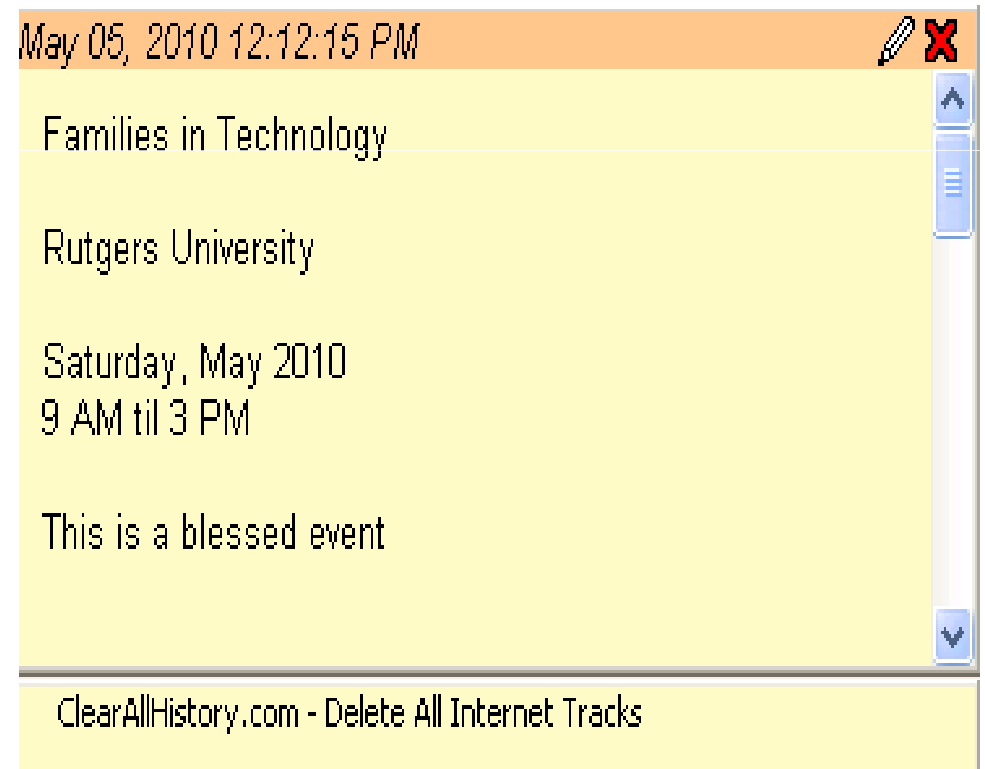 May 05, 2010 12:12:15 PM
Families in Technology
Rutgers University
Saturday, May 2010
9 AM til 3 PM
This is a blessed event
ClearAllHistory.com - Delete All Internet Tracks